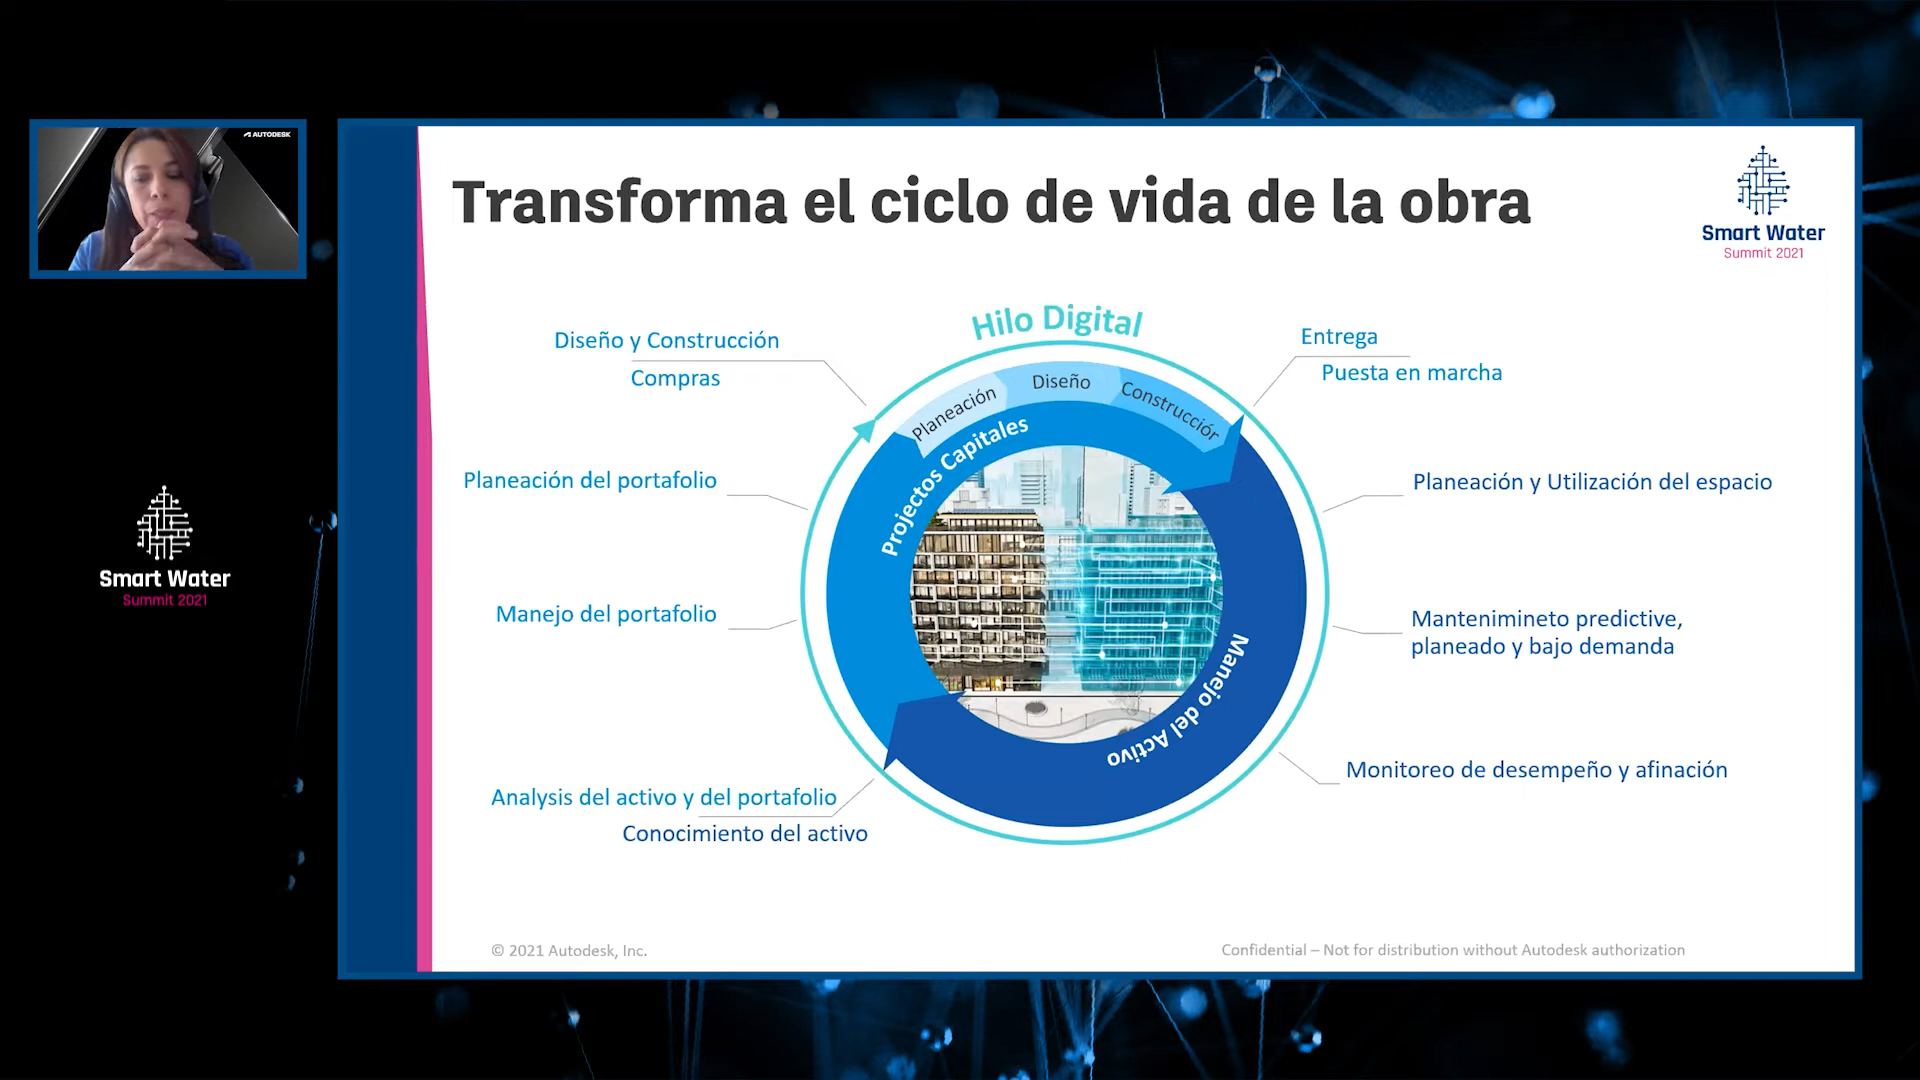 AUTODESK
Transforma el ciclo de vida de la obra
Smart Water
Summit 2021
Hilo Digital
Diseño y Construcción
Compras
Entrega
Puesta en marcha
Planeación
Diseño
Construcciór
Projectos Capitales
Planeación del portafolio
Planeación y Utilización del espacio
Smart Water
Summit 2021
Manejo del portafolio
Mantenimineto predictive,
planeado y bajo demanda
Manejo del Activo
Monitoreo de desempeño y afinación
Analysis del activo y del portafolio
Conocimiento del activo
© 2021 Autodesk, Inc.
Confidential – Not for distribution without Autodesk authorization